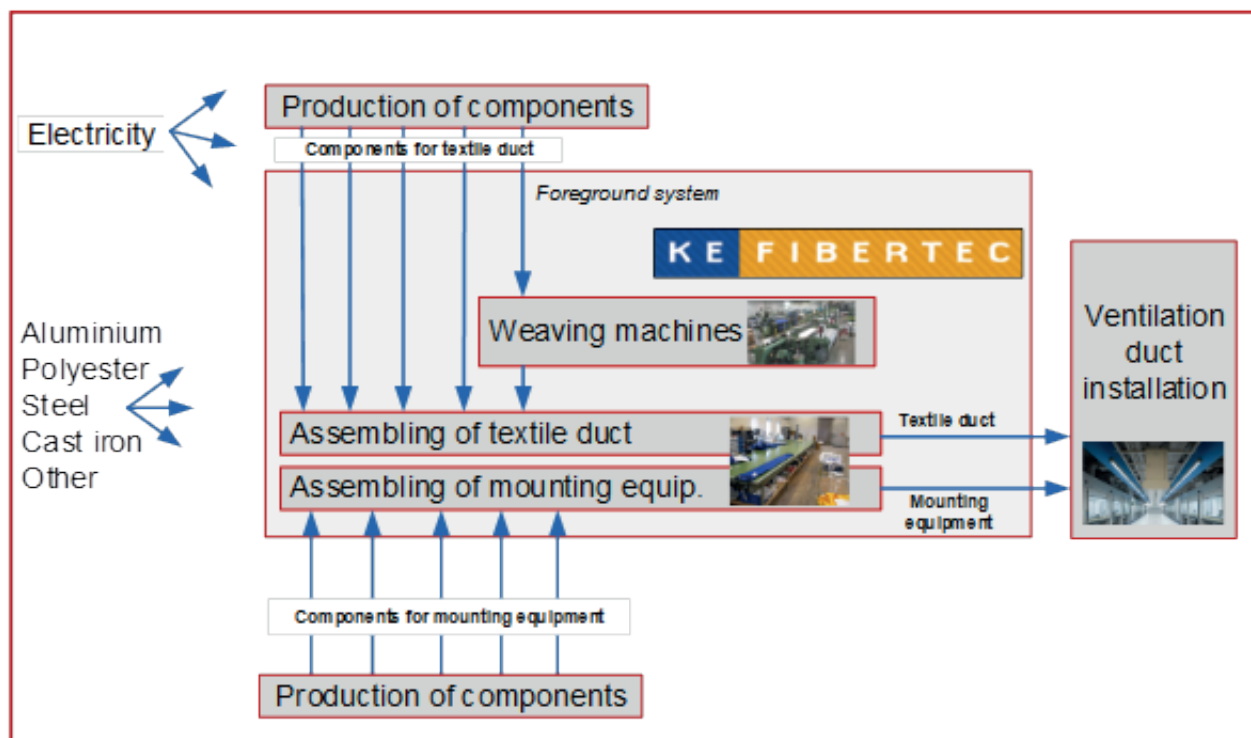 Production of components
Electricity
Components for textile duct
Foreground system
KE FIBERTEC
Weaving machines
Ventilation
duct
installation
Aluminium
Polyester
Steel
Cast iron
Other
Assembling of textile duct
Textile duct
Assembling of mounting equip.
Mounting
equipment
Components for mounting equipment
Production of components